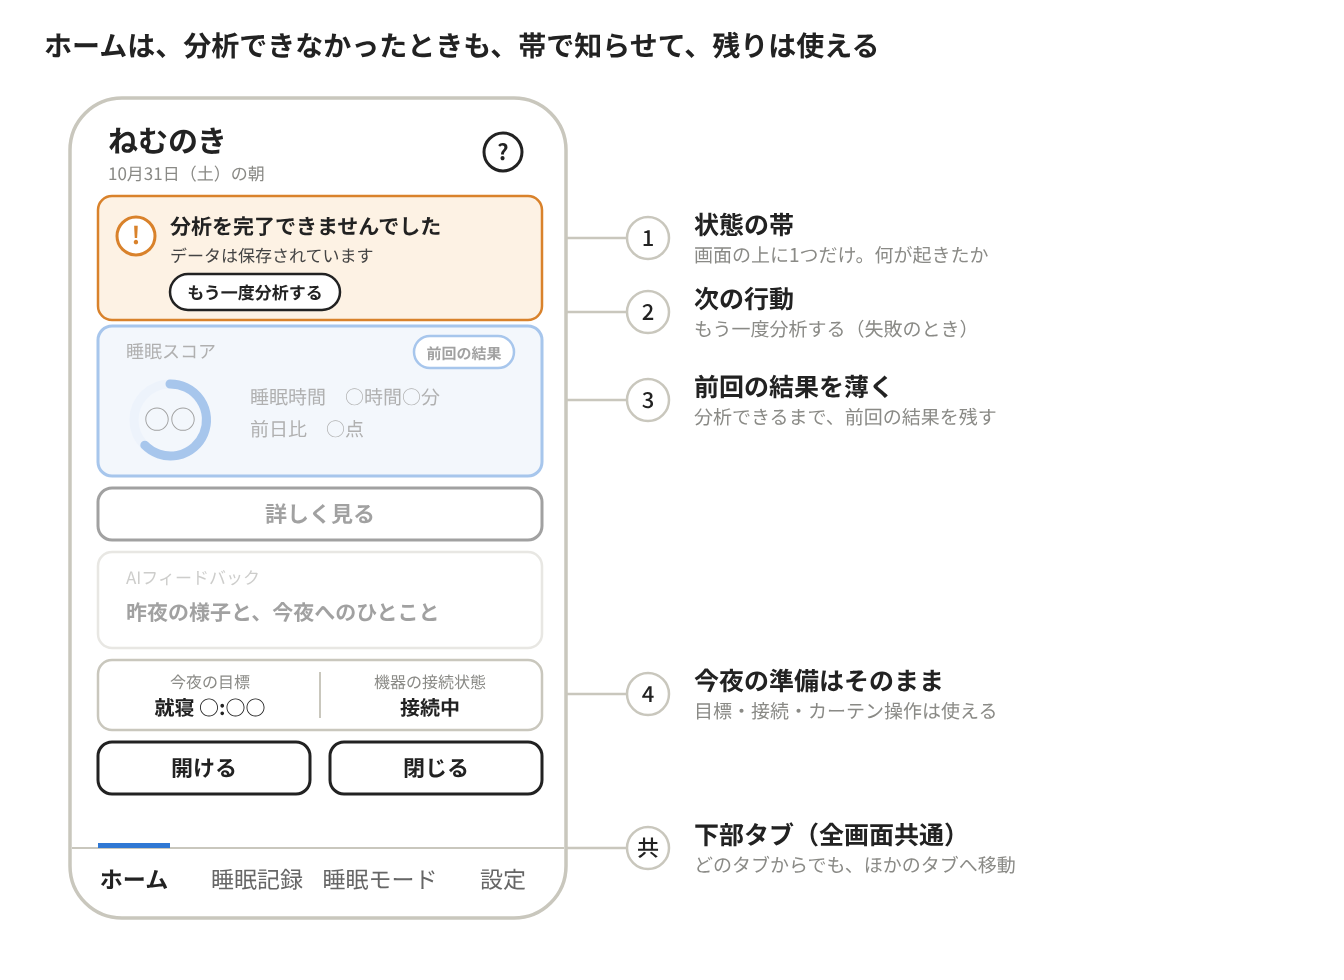 ホームは、分析できなかったときも、帯で知らせて、残りは使える
ねむのき
10月31日（土）の朝
?
!
分析を完了できませんでした
データは保存されています
もう一度分析する
睡眠スコア
前回の結果
〇〇
睡眠時間　〇時間〇分
前日比　〇点
詳しく見る
AIフィードバック
昨夜の様子と、今夜へのひとこと
今夜の目標
就寝 〇:〇〇
機器の接続状態
接続中
開ける
閉じる
ホーム
睡眠記録
睡眠モード
設定
1
状態の帯
画面の上に1つだけ。何が起きたか
2
次の行動
もう一度分析する（失敗のとき）
3
前回の結果を薄く
分析できるまで、前回の結果を残す
4
今夜の準備はそのまま
目標・接続・カーテン操作は使える
共
下部タブ（全画面共通）
どのタブからでも、ほかのタブへ移動